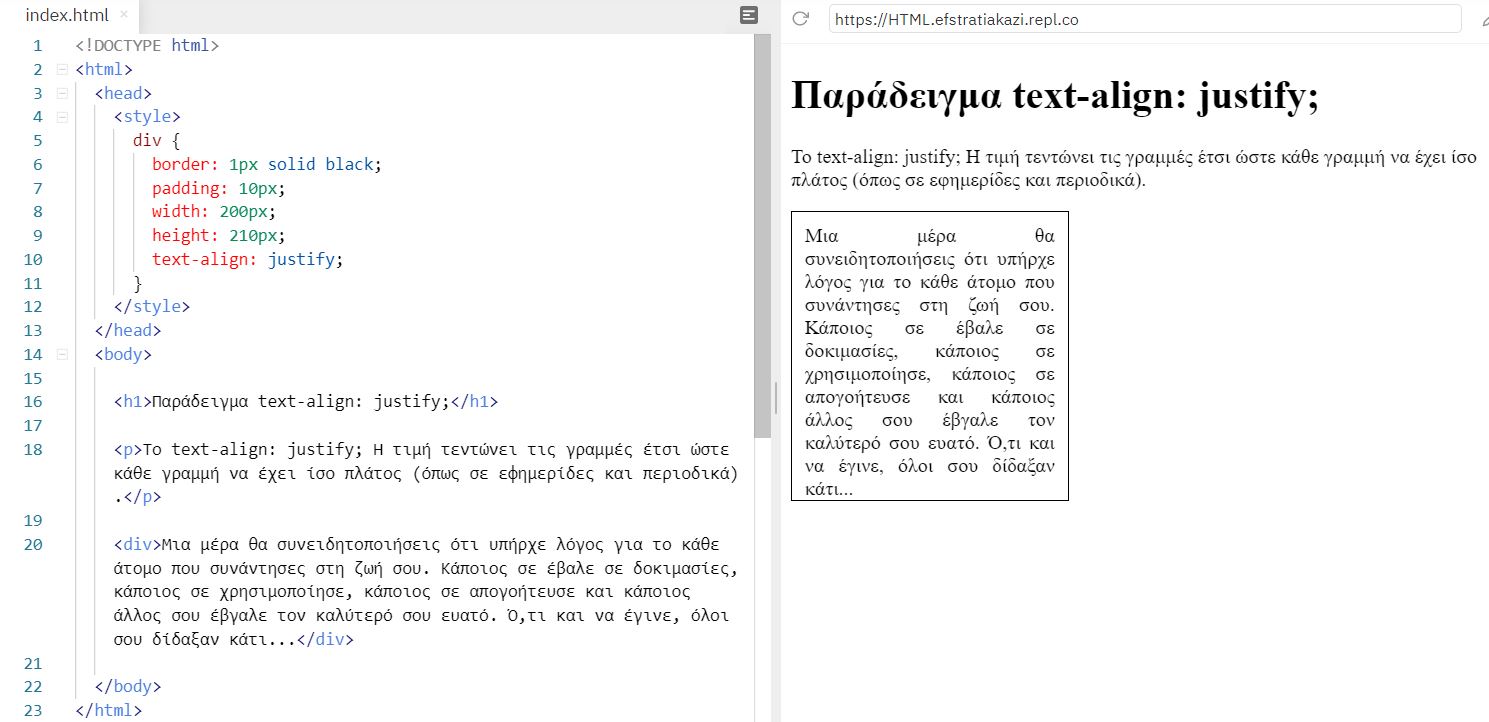 index.html
1 <!DOCTYPE html>
2 <html>
3 <head>
4 <style>
5 div {
6 border: 1px solid black;
7 padding: 10px;
8 width: 200px;
9 height: 210px;
10 text-align: justify;
11 }
12 </style>
13 </head>
14 <body>
15
16 <h1>Παράδειγμα text-align: justify;</h1>
17
18 <p>Το text-align: justify; Η τιμή τεντώνει τις γραμμές έτσι ώστε
κάθε γραμμή να έχει ίσο πλάτος (όπως σε εφημερίδες και περιοδικά)
.</p>
19
20 <div>Μια μέρα θα συνειδητοποιήσεις ότι υπήρχε λόγος για το κάθε
άτομο που συνάντησες στη ζωή σου. Κάποιος σε έβαλε σε δοκιμασίες,
κάποιος σε χρησιμοποίησε, κάποιος σε απογοήτευσε και κάποιος
άλλος σου έβγαλε τον καλύτερό σου ευατό. Ό,τι και να έγινε, όλοι
σου δίδαξαν κάτι...</div>
21
22 </body>
23 </html>
https://HTML.efstratiakazi.repl.co
Παράδειγμα text-align: justify;
Το text-align: justify; Η τιμή τεντώνει τις γραμμές έτσι ώστε κάθε γραμμή να έχει ίσο
πλάτος (όπως σε εφημερίδες και περιοδικά).
Μια μέρα θα
συνειδητοποιήσεις ότι υπήρχε
λόγος για το κάθε άτομο που
συνάντησες στη ζωή σου.
Κάποιος σε έβαλε σε
δοκιμασίες, κάποιος σε
χρησιμοποίησε, κάποιος σε
απογοήτευσε και κάποιος
άλλος σου έβγαλε τον
καλύτερό σου ευατό. Ό,τι και
να έγινε, όλοι σου δίδαξαν
κάτι...